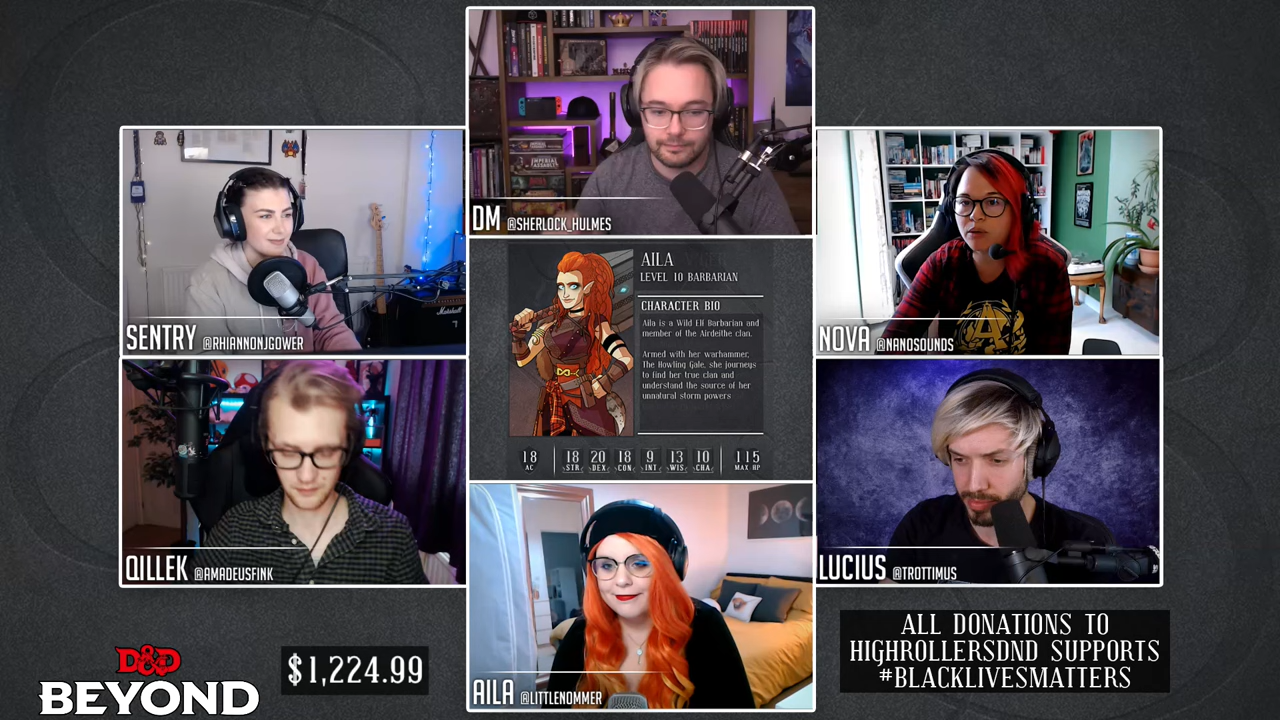 DM @SHERLOCK_HULMES
SENTRY @RHIANNONJGOWER
NOVA @NANOSOUNDS
AILA
LEVEL 10 BARBARIAN
CHARACTER BIO
Aila is a Wild Elf Barbarian and
member of the Airdeithe clan.
Armed with her warhammer,
The Howling Gale, she journeys
to find her true clan and
understand the source of her
unnatural storm powers
18 18 20 18 9 13 10 115
AC STR DEX CON INT WIS CHA MAX HP
QILLEK @AMADEUSFINK
LUCIUS @TROTTIMUS
AILA @LITTLENOMMER
D&D
BEYOND
$1,224.99
ALL DONATIONS TO
HIGHROLLERSDND SUPPORTS
#BLACKLIVESMATTERS
IMPERIAL
ASSAULT
Marshall
A